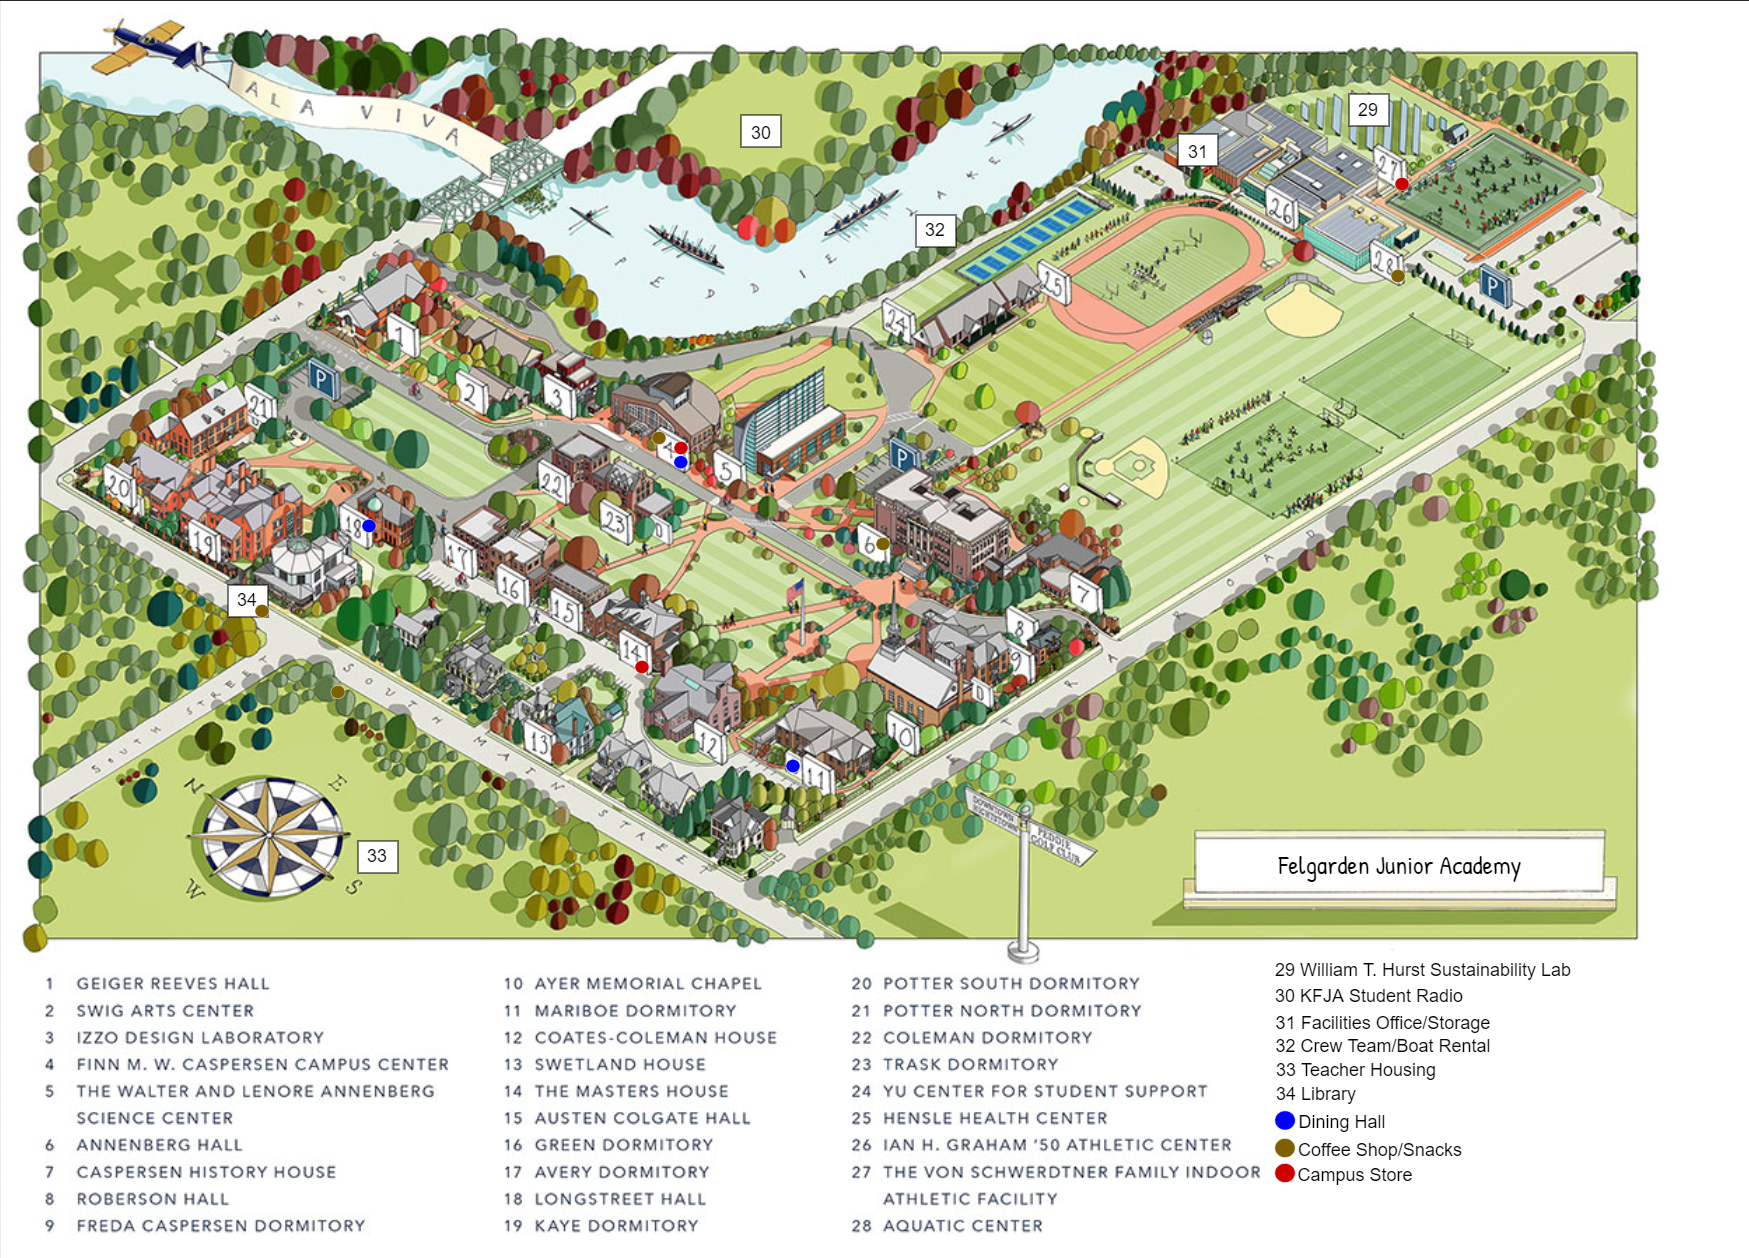 ALA VIVA
30
29
31
27
32
26
28
P
25
24
PEDDIE LAKE
1
P
2
3
21
4
5
P
22
20
18
23
6
19
17
16
15
7
34
8
14
9
SOUTH STREET
SOUTH MAIN STREET
13
12
10
11
N
E
W
S
33
DOWNTOWN
HIGHTSTOWN
PEDDIE
GOLF CLUB
Felgarden Junior Academy
1 GEIGER REEVES HALL
2 SWIG ARTS CENTER
3 IZZO DESIGN LABORATORY
4 FINN M. W. CASPERSEN CAMPUS CENTER
5 THE WALTER AND LENORE ANNENBERG
SCIENCE CENTER
6 ANNENBERG HALL
7 CASPERSEN HISTORY HOUSE
8 ROBERSON HALL
9 FREDA CASPERSEN DORMITORY
10 AYER MEMORIAL CHAPEL
11 MARIBOE DORMITORY
12 COATES-COLEMAN HOUSE
13 SWETLAND HOUSE
14 THE MASTERS HOUSE
15 AUSTEN COLGATE HALL
16 GREEN DORMITORY
17 AVERY DORMITORY
18 LONGSTREET HALL
19 KAYE DORMITORY
20 POTTER SOUTH DORMITORY
21 POTTER NORTH DORMITORY
22 COLEMAN DORMITORY
23 TRASK DORMITORY
24 YU CENTER FOR STUDENT SUPPORT
25 HENSLE HEALTH CENTER
26 IAN H. GRAHAM '50 ATHLETIC CENTER
27 THE VON SCHWERDTNER FAMILY INDOOR
ATHLETIC FACILITY
28 AQUATIC CENTER
29 William T. Hurst Sustainability Lab
30 KFJA Student Radio
31 Facilities Office/Storage
32 Crew Team/Boat Rental
33 Teacher Housing
34 Library
Dining Hall
Coffee Shop/Snacks
Campus Store